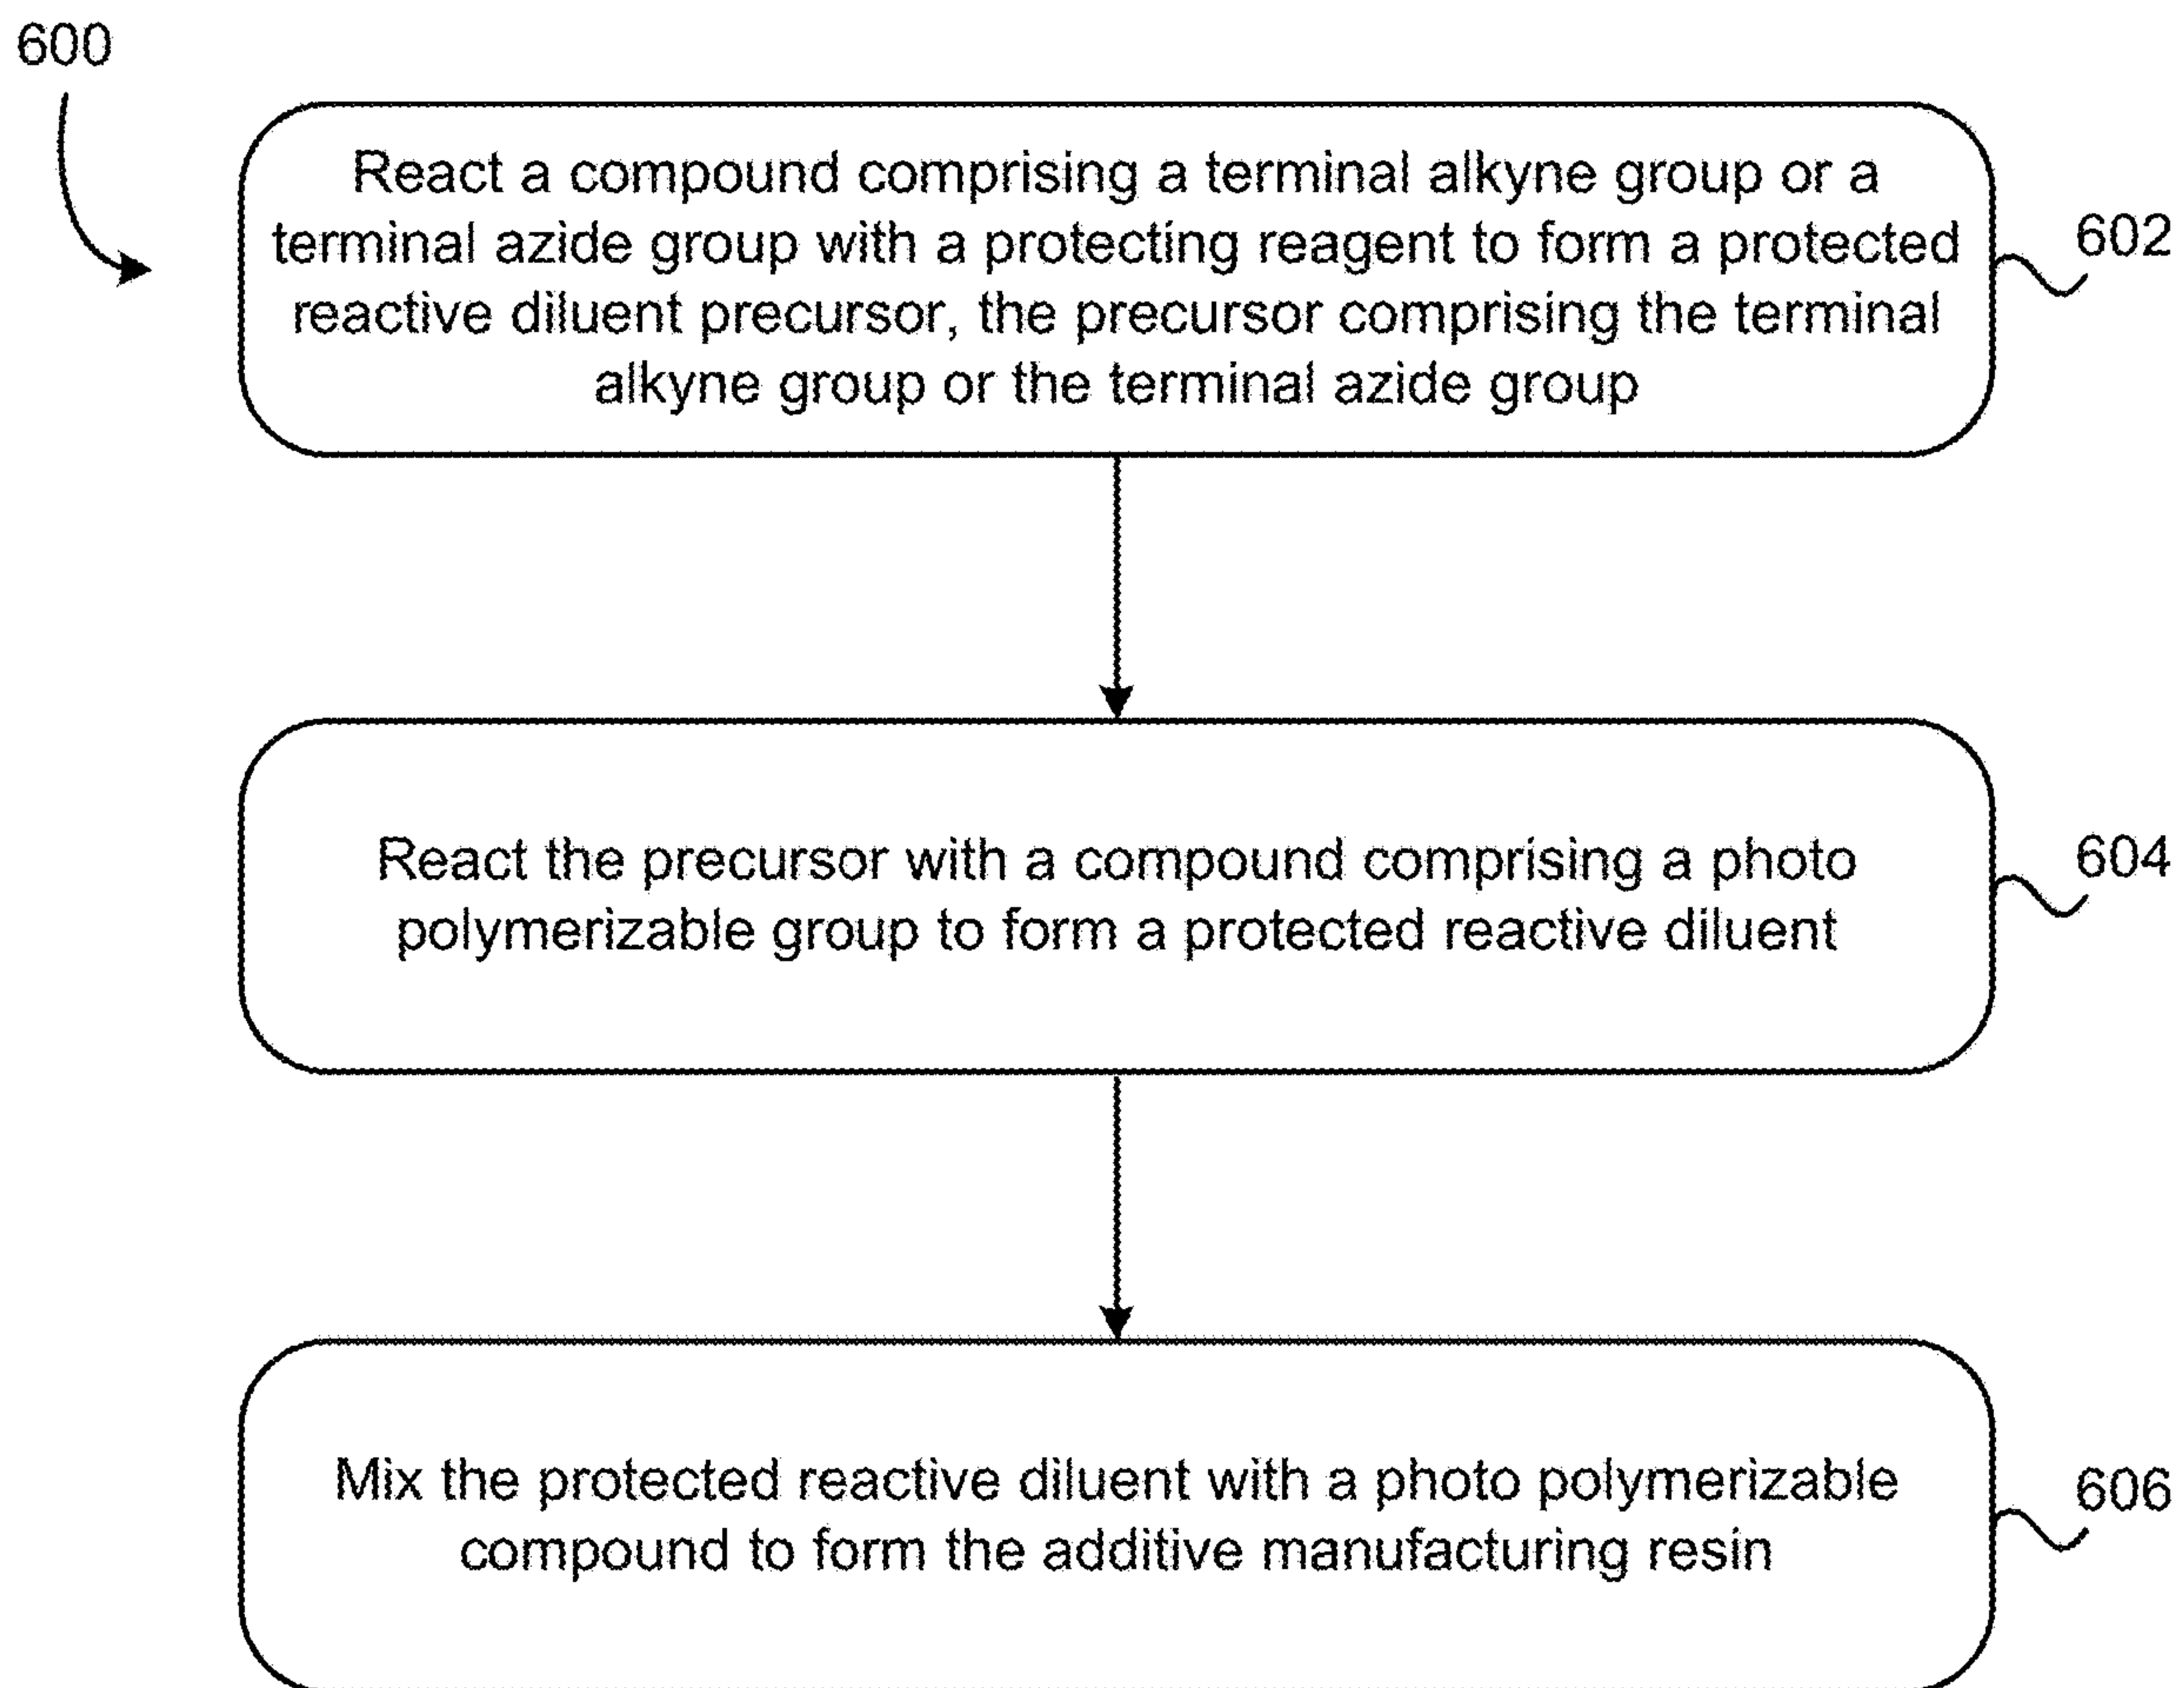 600
React a compound comprising a terminal alkyne group or a
terminal azide group with a protecting reagent to form a protected
reactive diluent precursor, the precursor comprising the terminal
alkyne group or the terminal azide group
602
React the precursor with a compound comprising a photo
polymerizable group to form a protected reactive diluent
604
Mix the protected reactive diluent with a photo polymerizable
compound to form the additive manufacturing resin
606